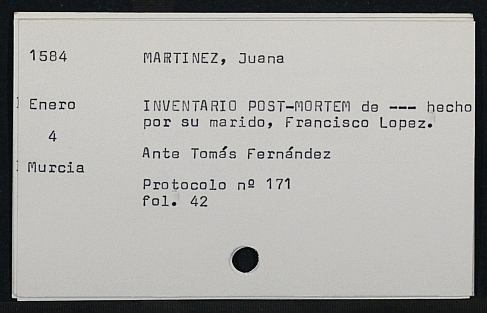 1584 MARTINEZ, Juana
Enero INVENTARIO POST-MORTEM de --- hecho
4 por su marido, Francisco Lopez.
Murcia Ante Tomás Fernández
Protocolo nº 171
fol. 42